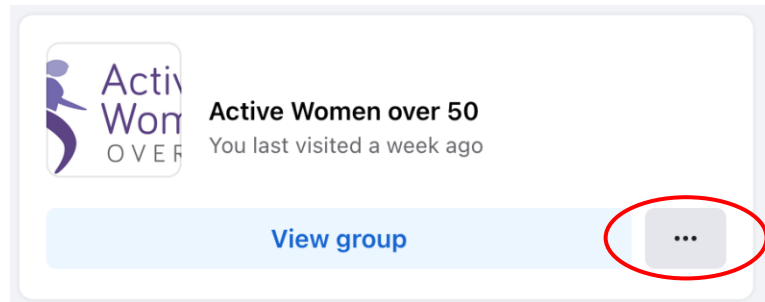 Activ
Wom
OVER
Active Women over 50
You last visited a week ago
View group
...